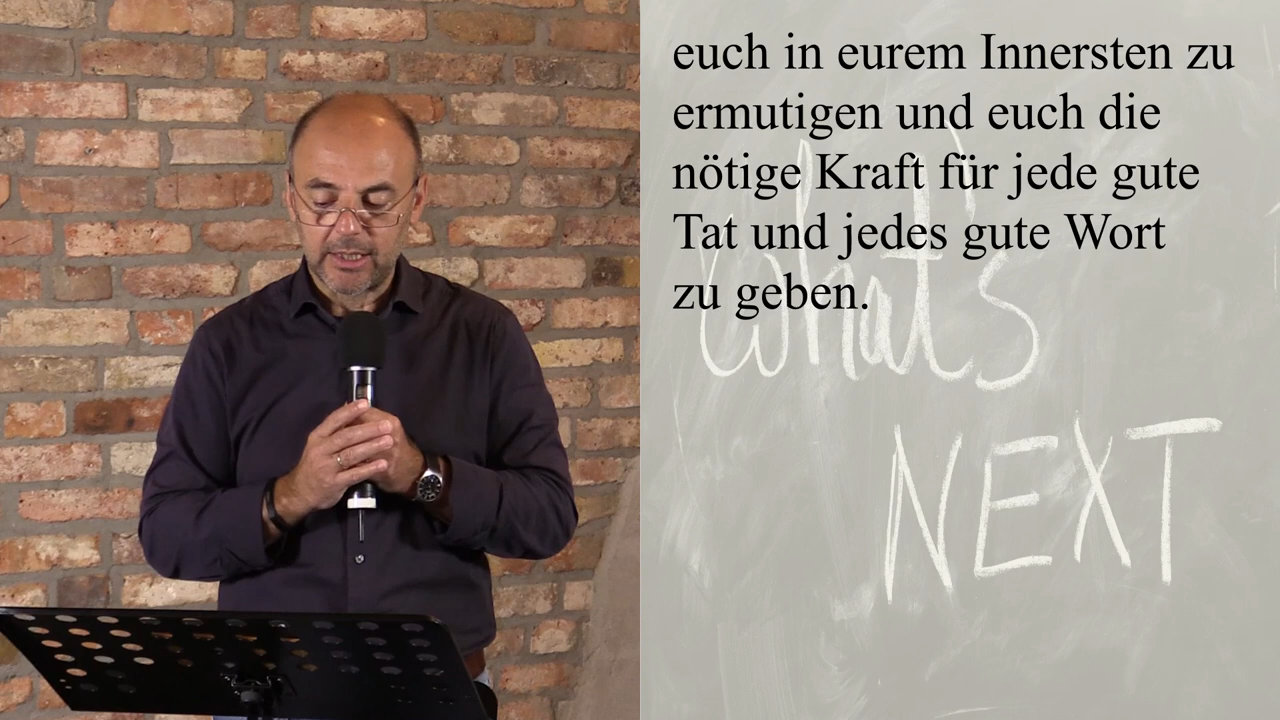 euch in eurem Innersten zu
ermutigen und euch die
nötige Kraft für jede gute
Tat und jedes gute Wort
zu geben.
what's
NEXT